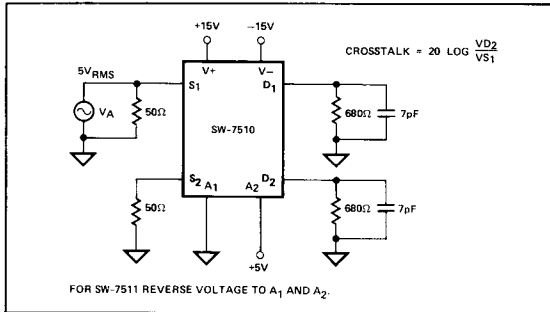 +15V
-15V
CROSSTALK = 20 LOG VD2
VS1
5VRMS
V+
V-
S1
D1
VA
50Ω
680Ω
7pF
SW-7510
S2
A1
A2
D2
50Ω
680Ω
7pF
+5V
FOR SW-7511 REVERSE VOLTAGE TO A1 AND A2.